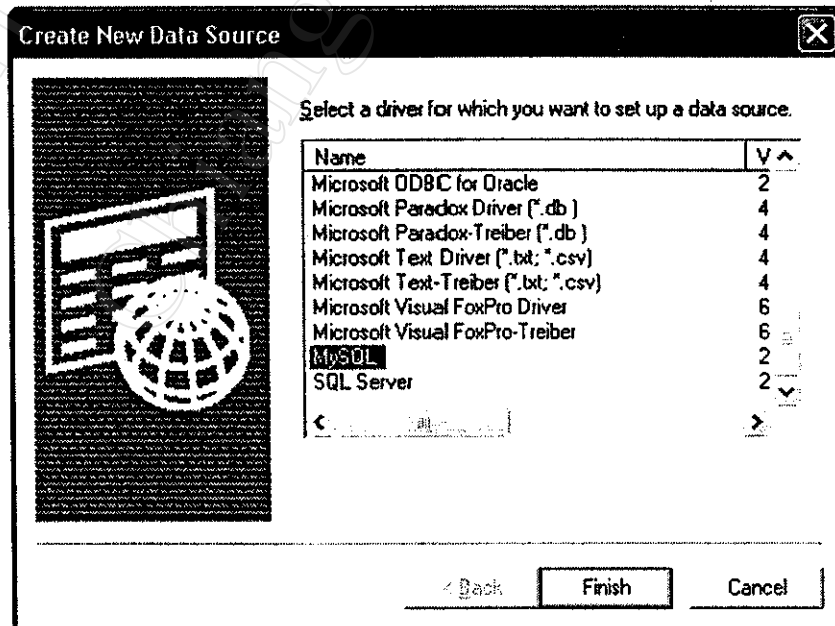 Create New Data Source
Select a driver for which you want to set up a data source.
Name V
Microsoft ODBC for Oracle 2
Microsoft Paradox Driver (*.db ) 4
Microsoft Paradox-Treiber (*.db ) 4
Microsoft Text Driver (*.txt; *.csv) 4
Microsoft Text-Treiber (*.txt; *.csv) 4
Microsoft Visual FoxPro Driver 6
Microsoft Visual FoxPro-Treiber 6
MySQL 2
SQL Server 2
< Back Finish Cancel